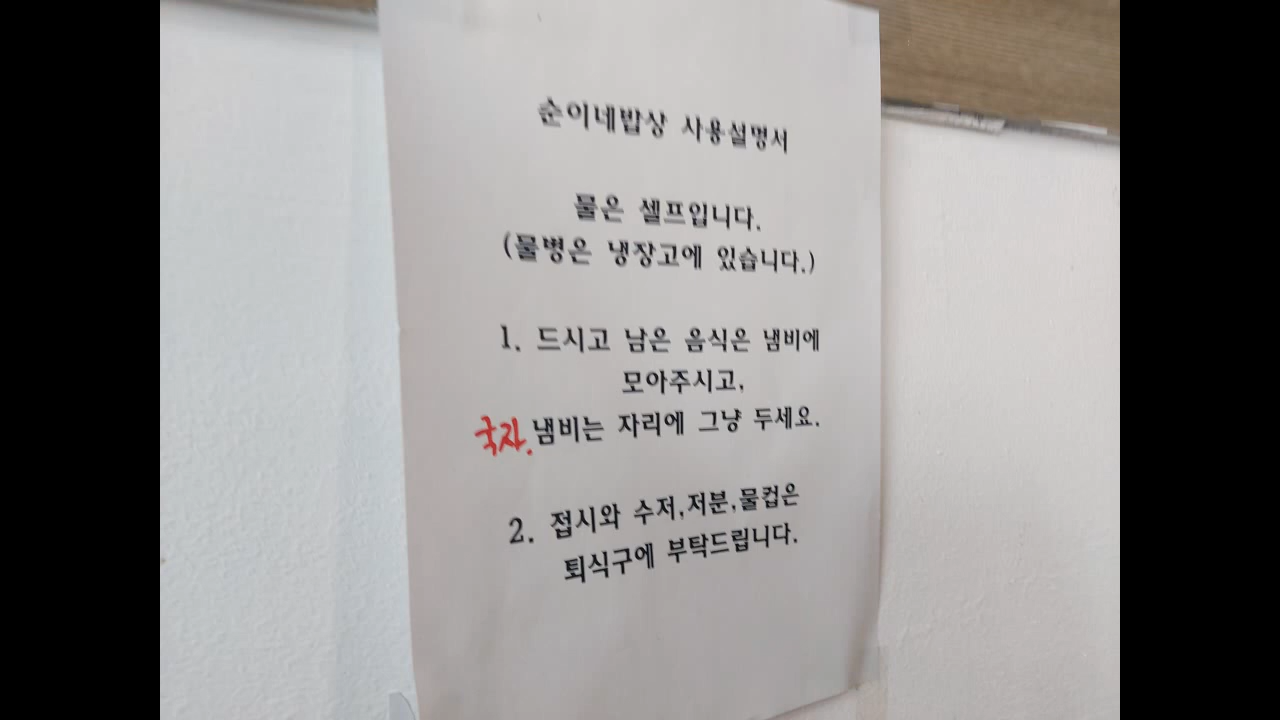 순이네밥상 사용설명서
물은 셀프입니다.
(물병은 냉장고에 있습니다.)
1. 드시고 남은 음식은 냄비에
모아주시고,
국자.냄비는 자리에 그냥 두세요.
2. 접시와 수저,저분,물컵은
퇴식구에 부탁드립니다.